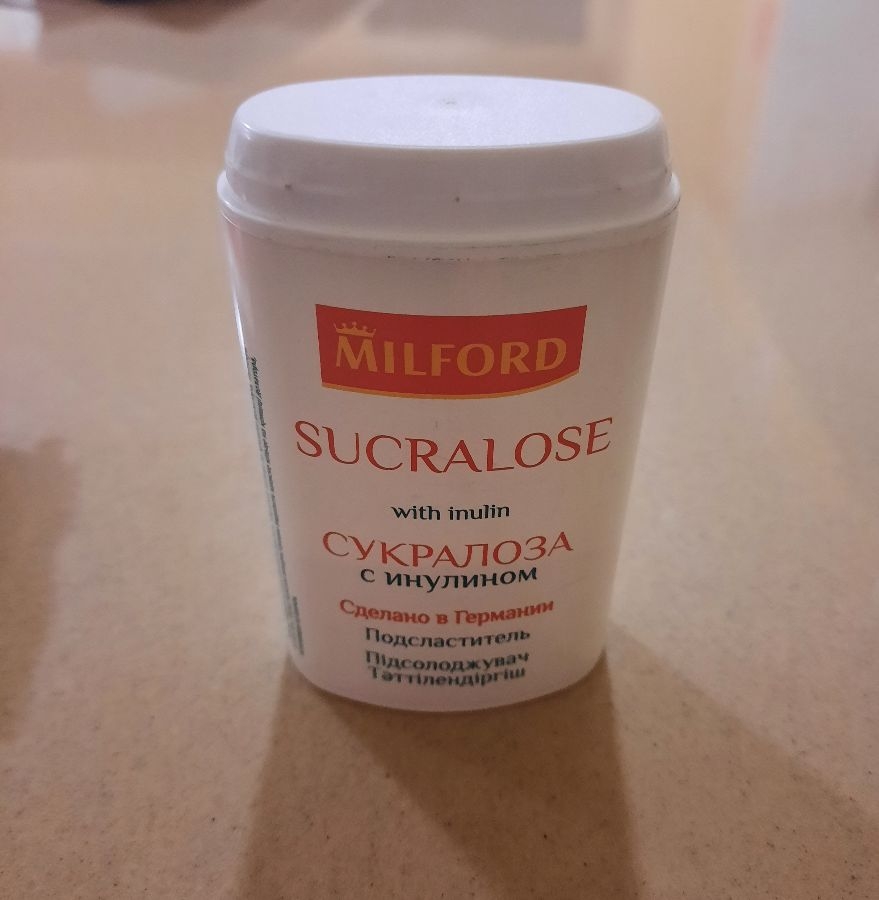 MILFORD
SUCRALOSE
with inulin
СУКРАЛОЗА
с инулином
Сделано в Германии
Подсластитель
Підсолоджувач
Тәттілендіргіш